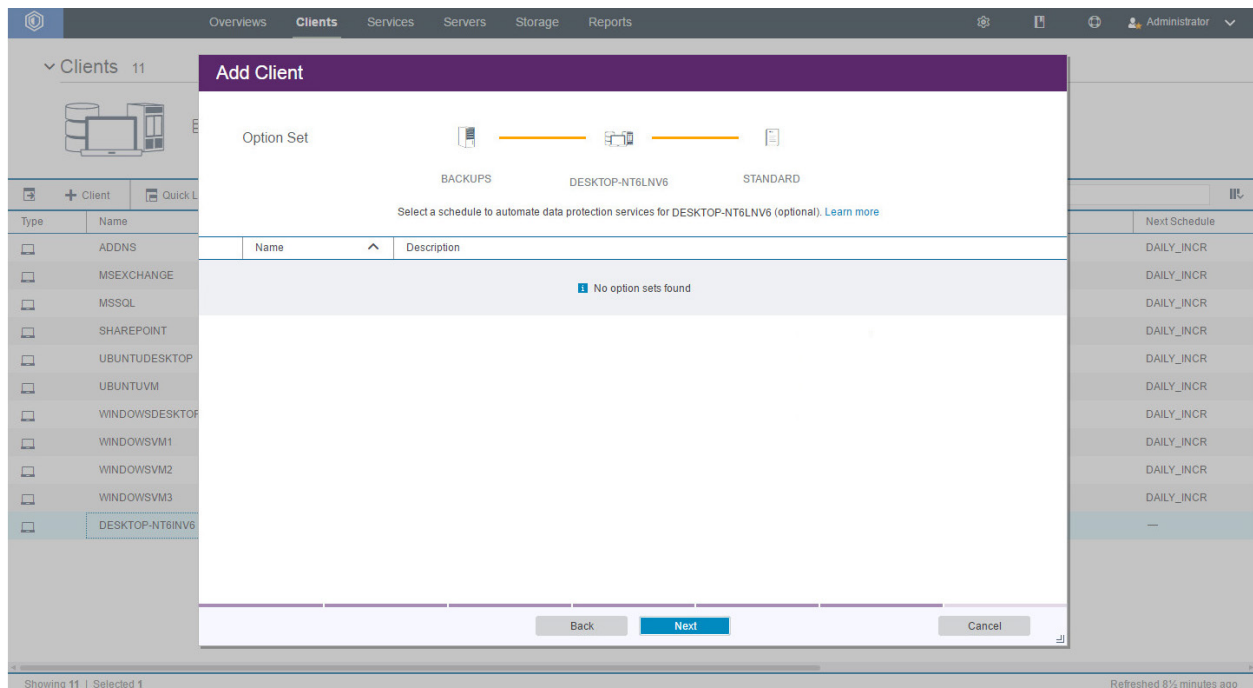 Overviews Clients Services Servers Storage Reports Administrator
Clients 11
Add Client
Option Set
BACKUPS DESKTOP-NT6LNV6 STANDARD
Select a schedule to automate data protection services for DESKTOP-NT6LNV6 (optional). Learn more
+ Client Quick L
Type Name Next Schedule
Name Description
No option sets found
ADDNS DAILY_INCR
MSEXCHANGE DAILY_INCR
MSSQL DAILY_INCR
SHAREPOINT DAILY_INCR
UBUNTUDESKTOP DAILY_INCR
UBUNTUVM DAILY_INCR
WINDOWSDESKTOP DAILY_INCR
WINDOWSVM1 DAILY_INCR
WINDOWSVM2 DAILY_INCR
WINDOWSVM3 DAILY_INCR
DESKTOP-NT6INV6 —
Back Next Cancel
Showing 11 | Selected 1 Refreshed 8½ minutes ago